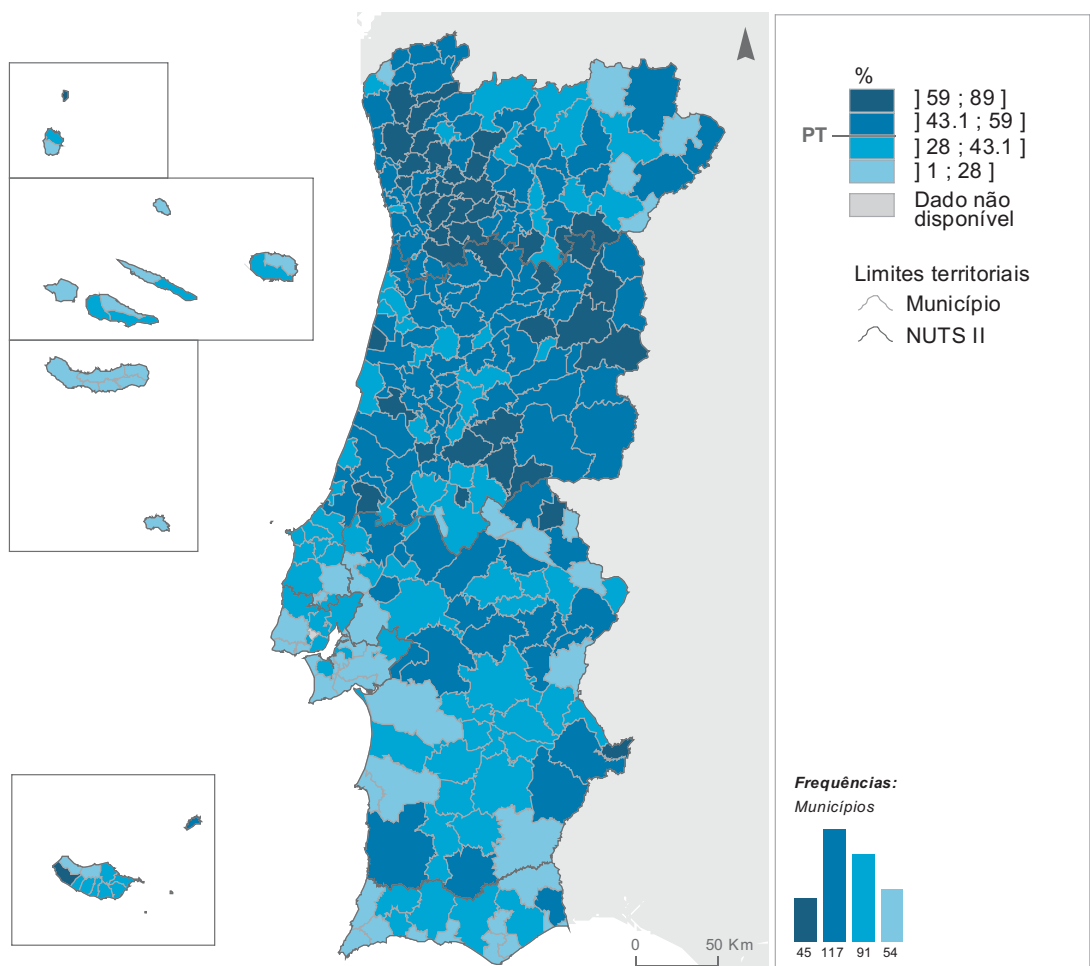 %
] 59 ; 89 ]
] 43.1 ; 59 ]
PT
] 28 ; 43.1 ]
] 1 ; 28 ]
Dado não
disponível
Limites territoriais
Município
NUTS II
Frequências:
Municípios
45 117 91 54
0 50 Km